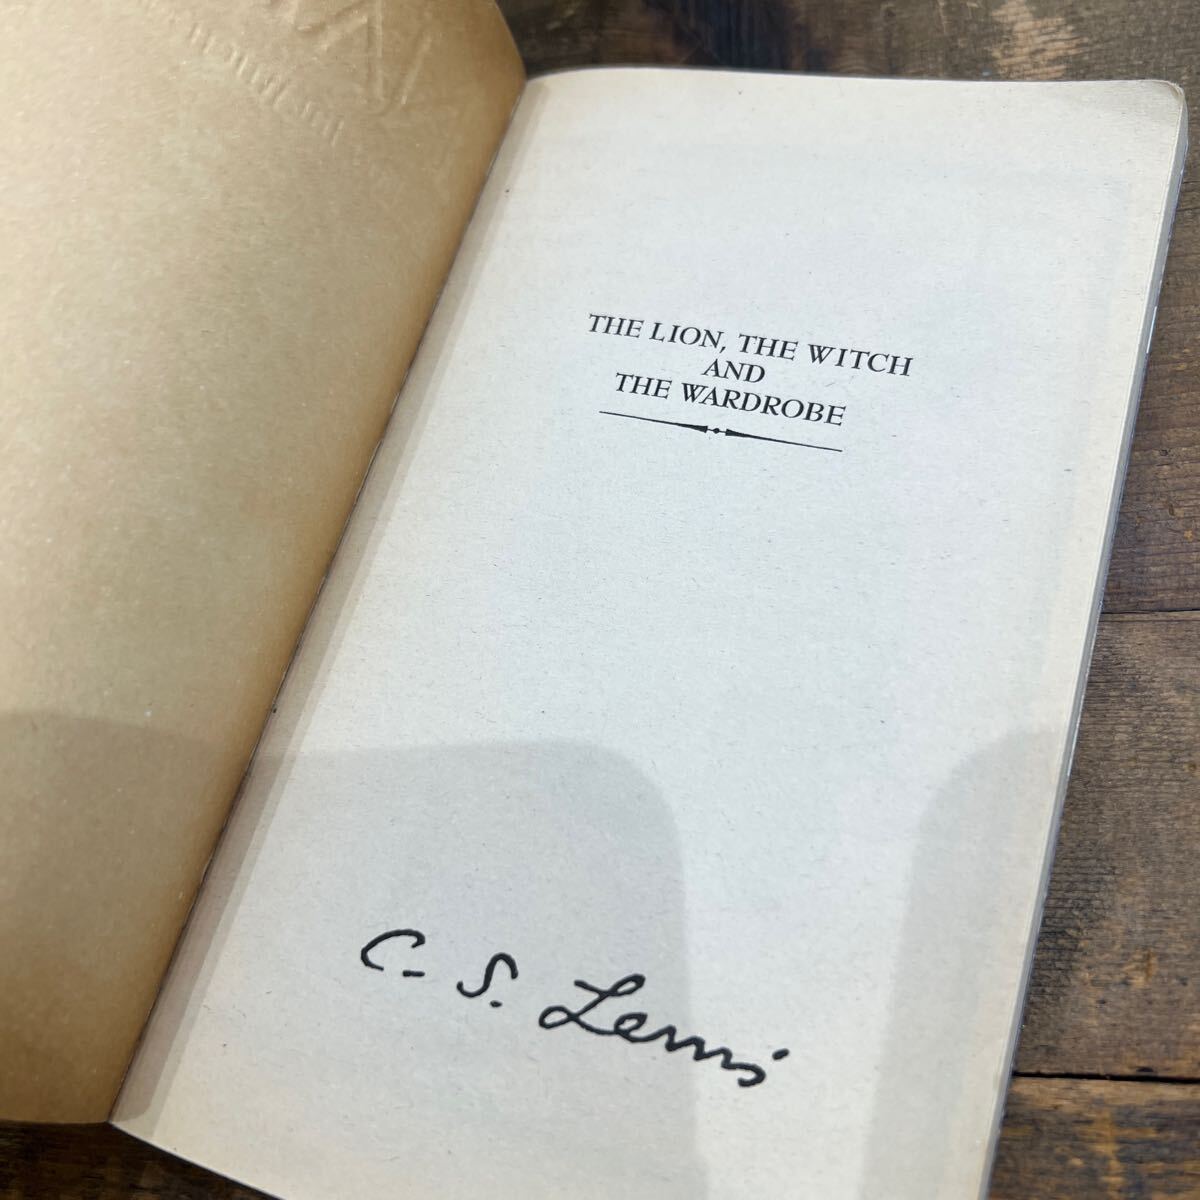 THE LION, THE WITCH
AND
THE WARDROBE
C. S. Lewis